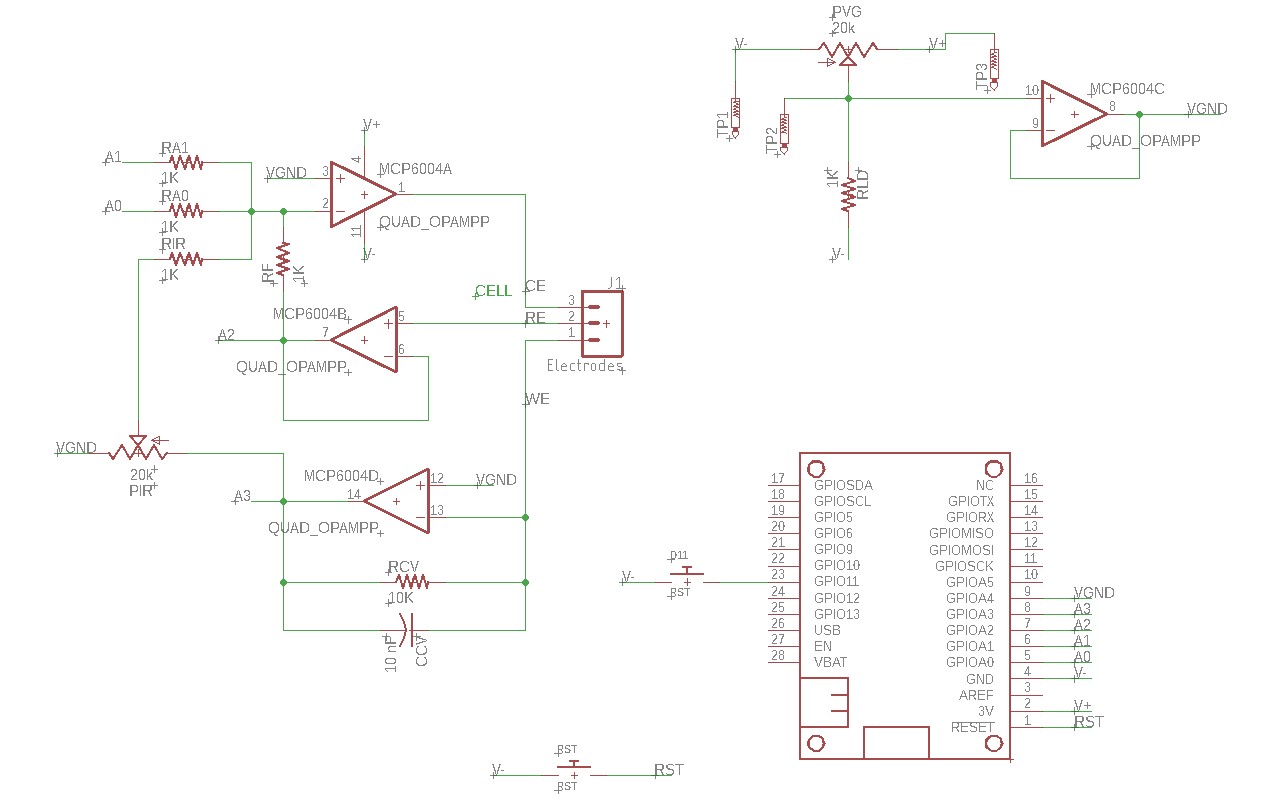 PVG
20k
V-
V+
TP1
TP2
TP3
10
9
8
MCP6004C
QUAD_OPAMPP
VGND
1K
RLD
V-
V+
A1
RA1
1K
A0
RA0
1K
RIR
1K
VGND
3
2
4
11
1
MCP6004A
QUAD_OPAMPP
V-
RF
1K
CELL
CE
RE
WE
J1
3
2
1
Electrodes
A2
MCP6004B
7
5
6
QUAD_OPAMPP
VGND
20k
PIR
A3
MCP6004D
14
12
13
VGND
QUAD_OPAMPP
RCV
10K
10 nF
CCV
V-
D11
RST
17 GPIOSDA
18 GPIOSCL
19 GPIO5
20 GPIO6
21 GPIO9
22 GPIO10
23 GPIO11
24 GPIO12
25 GPIO13
26 USB
27 EN
28 VBAT
NC 16
GPIOTX 15
GPIORX 14
GPIOMISO 13
GPIOMOSI 12
GPIOSCK 11
GPIOA5 10
GPIOA4 9 VGND
GPIOA3 8 A3
GPIOA2 7 A2
GPIOA1 6 A1
GPIOA0 5 A0
GND 4 V-
AREF 3
3V 2 V+
RESET 1 RST
V-
RST
RST
RST